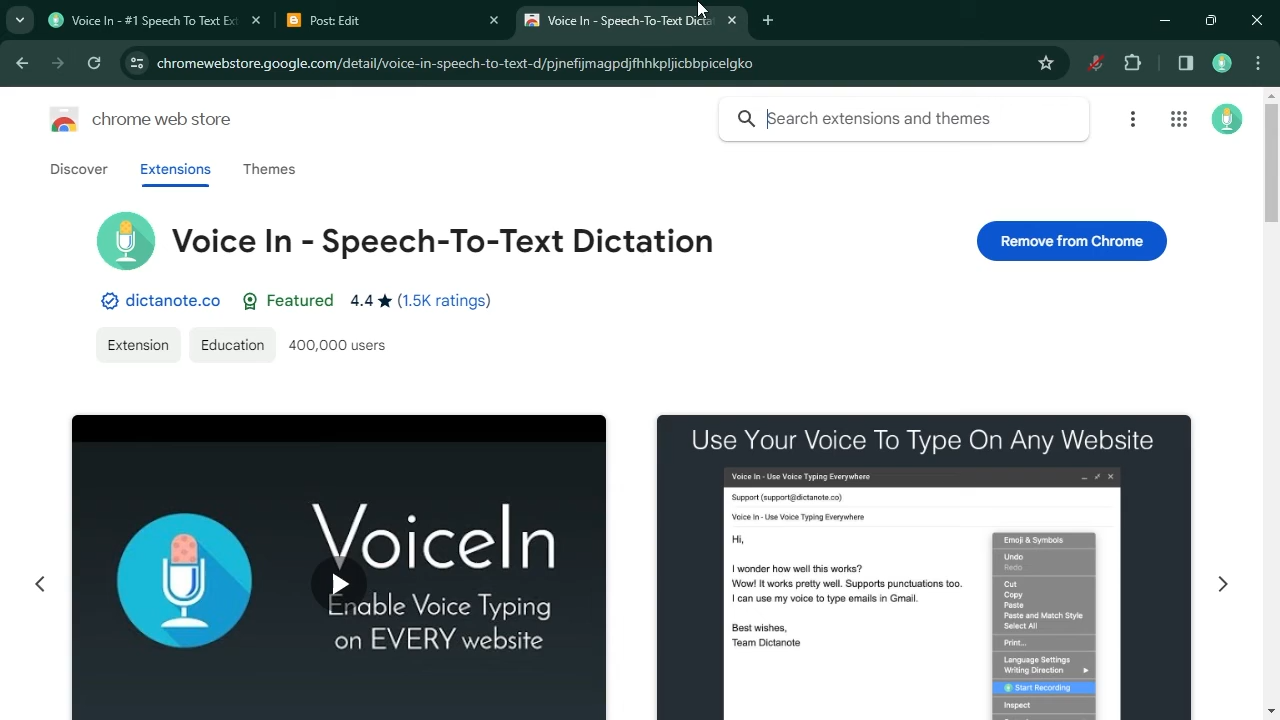 Voice In - #1 Speech To Text Ex
Post: Edit
Voice In - Speech-To-Text Dicta
chromewebstore.google.com/detail/voice-in-speech-to-text-d/pjnefijmagpdjfhhkpljicbbpicelgko
chrome web store
Search extensions and themes
Discover
Extensions
Themes
Voice In - Speech-To-Text Dictation
Remove from Chrome
dictanote.co
Featured
4.4 ★ (1.5K ratings)
Extension
Education
400,000 users
VoiceIn
Enable Voice Typing
on EVERY website
Use Your Voice To Type On Any Website
Voice In - Use Voice Typing Everywhere
Support (support@dictanote.co)
Voice In - Use Voice Typing Everywhere
Hi,
I wonder how well this works?
Wow! It works pretty well. Supports punctuations too.
I can use my voice to type emails in Gmail.
Best wishes,
Team Dictanote
Emoji & Symbols
Undo
Redo
Cut
Copy
Paste
Paste and Match Style
Select All
Print...
Language Settings
Writing Direction
Start Recording
Inspect